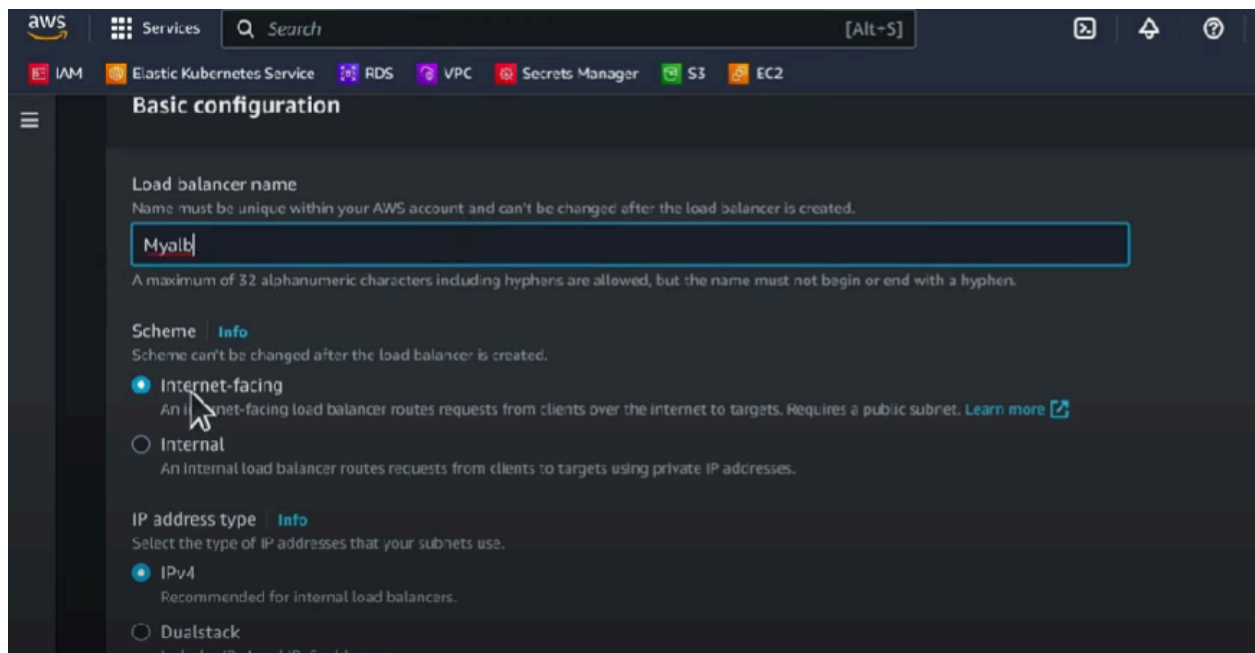 aws Services Search [Alt+S]
IAM Elastic Kubernetes Service RDS VPC Secrets Manager S3 EC2
Basic configuration
Load balancer name
Name must be unique within your AWS account and can't be changed after the load balancer is created.
Myalb
A maximum of 32 alphanumeric characters including hyphens are allowed, but the name must not begin or end with a hyphen.
Scheme Info
Scheme can't be changed after the load balancer is created.
Internet-facing
An internet-facing load balancer routes requests from clients over the internet to targets. Requires a public subnet. Learn more
Internal
An internal load balancer routes requests from clients to targets using private IP addresses.
IP address type Info
Select the type of IP addresses that your subnets use.
IPv4
Recommended for internal load balancers.
Dualstack